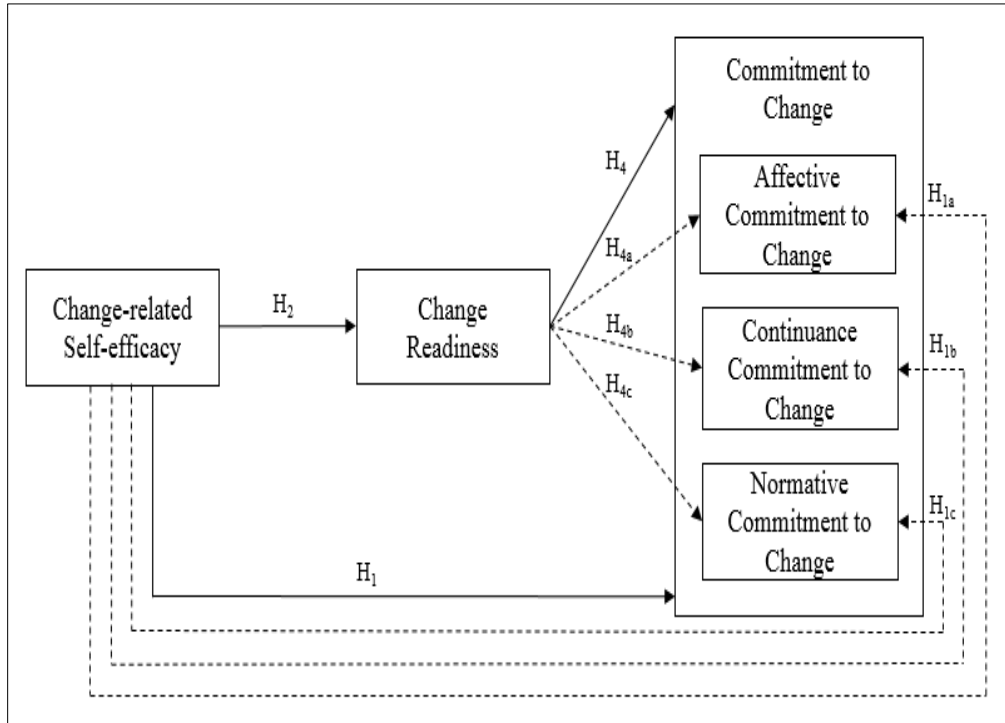 Commitment to
Change
H4
Affective
Commitment to
Change
H1a
H4a
Change-related
Self-efficacy
H2
Change
Readiness
H4b
Continuance
Commitment to
Change
H1b
H4c
Normative
Commitment to
Change
H1c
H1